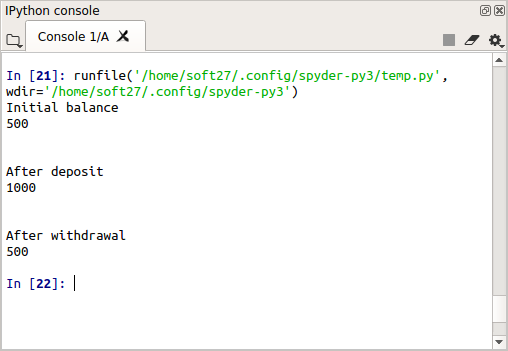 IPython console
Console 1/A
In [21]: runfile('/home/soft27/.config/spyder-py3/temp.py',
wdir='/home/soft27/.config/spyder-py3')
Initial balance
500
After deposit
1000
After withdrawal
500
In [22]: